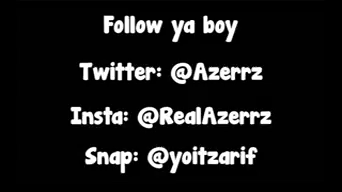 Follow ya boy
Twitter: @Azerrz
Insta: @RealAzerrz
Snap: @yoitzarif